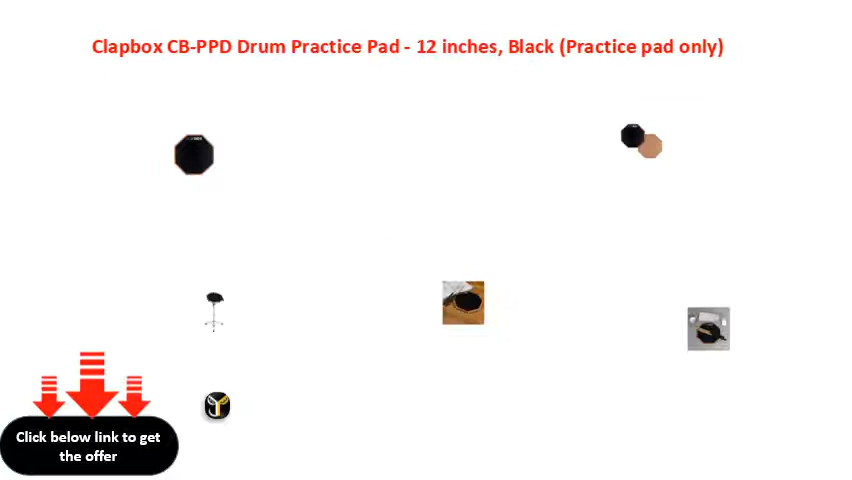 Clapbox CB-PPD Drum Practice Pad - 12 inches, Black (Practice pad only)
Click below link to get
the offer